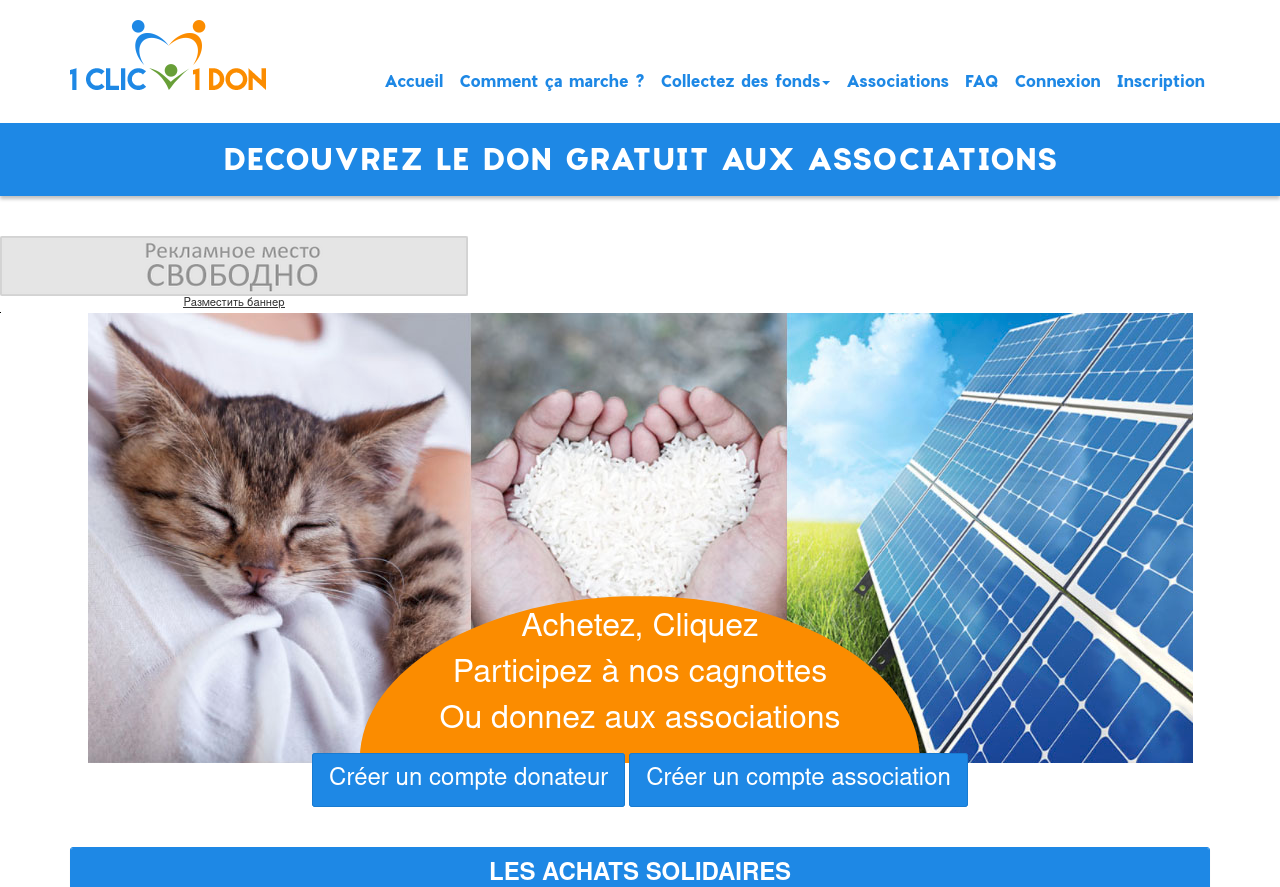 1 CLIC 1 DON
Accueil Comment ça marche ? Collectez des fonds Associations FAQ Connexion Inscription
DECOUVREZ LE DON GRATUIT AUX ASSOCIATIONS
Рекламное место
СВОБОДНО
Разместить баннер
Achetez, Cliquez
Participez à nos cagnottes
Ou donnez aux associations
Créer un compte donateur Créer un compte association
LES ACHATS SOLIDAIRES